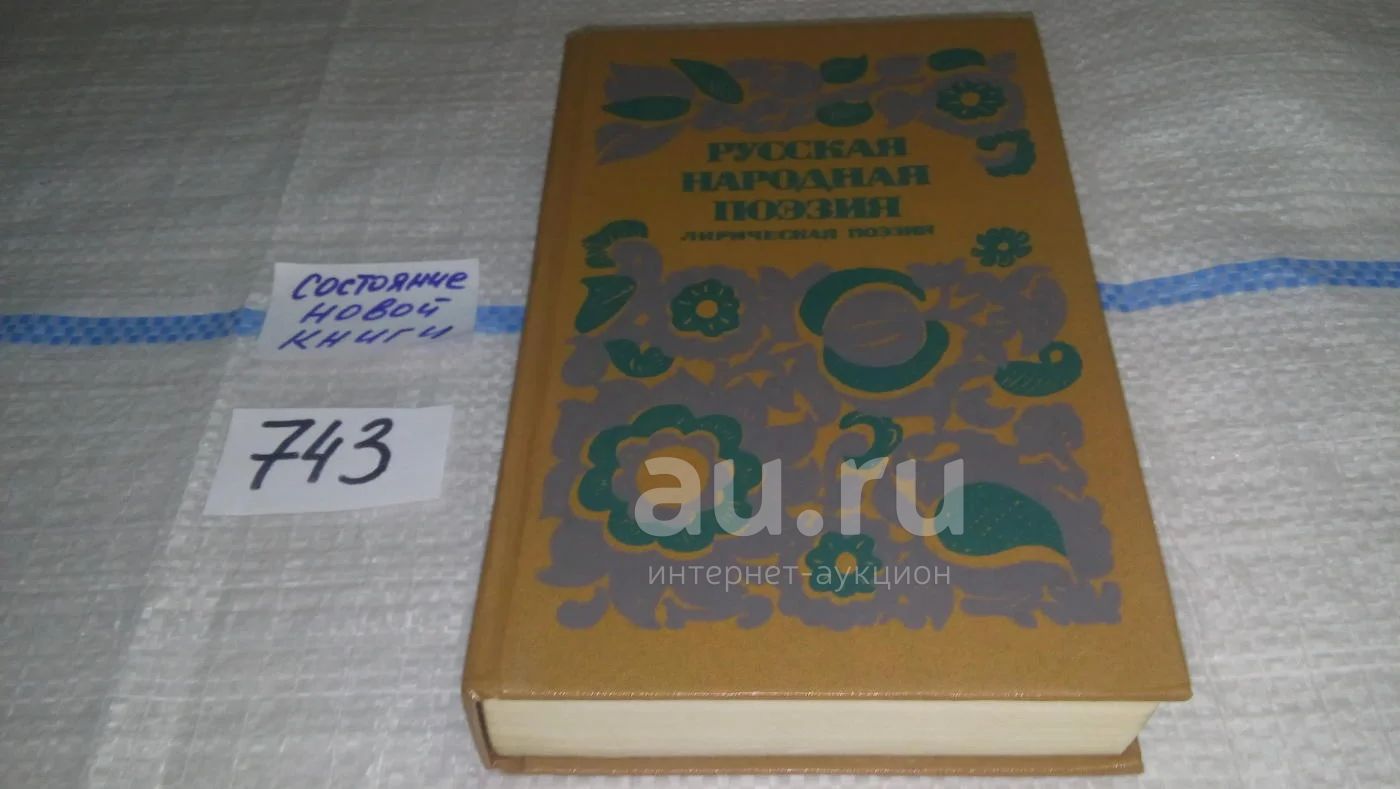 РУССКАЯ
НАРОДНАЯ
ПОЭЗИЯ
ЛИРИЧЕСКАЯ ПОЭЗИЯ
состояние
новой
книги
743
au.ru
интернет-аукцион